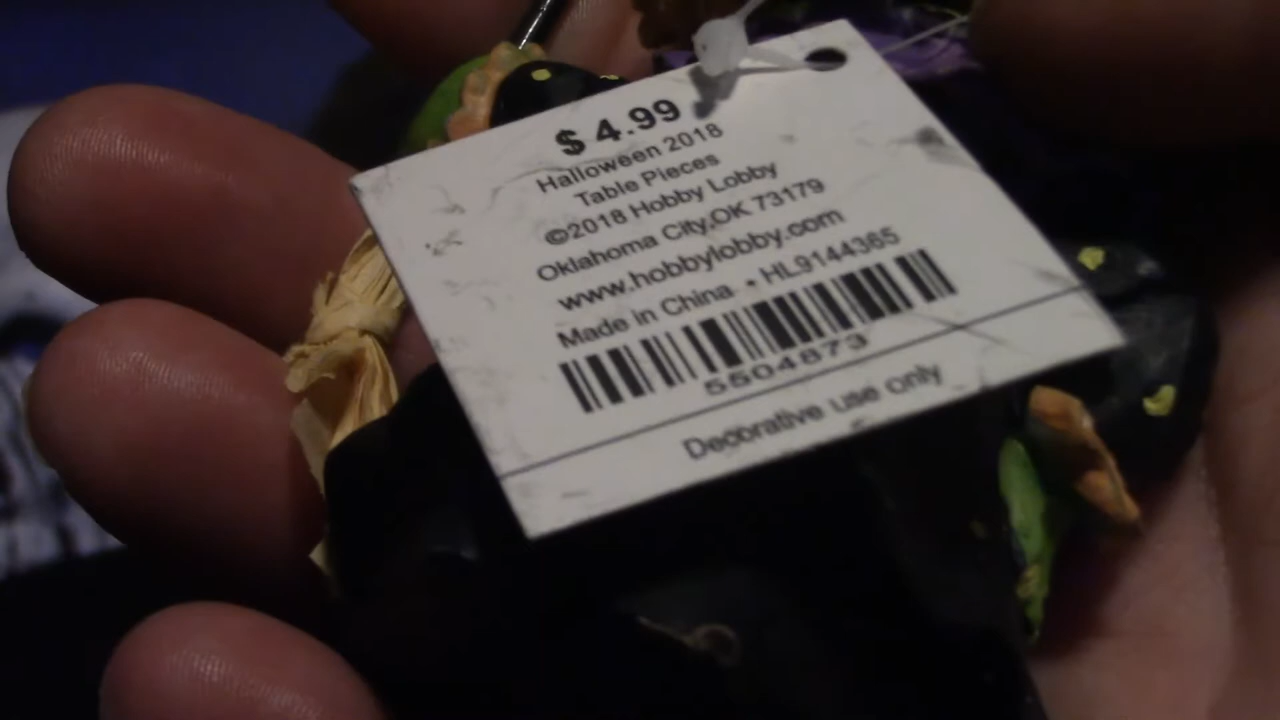 $ 4.99
Halloween 2018
Table Pieces
©2018 Hobby Lobby
Oklahoma City,OK 73179
www.hobbylobby.com
Made in China • HL9144365
5504873
Decorative use only